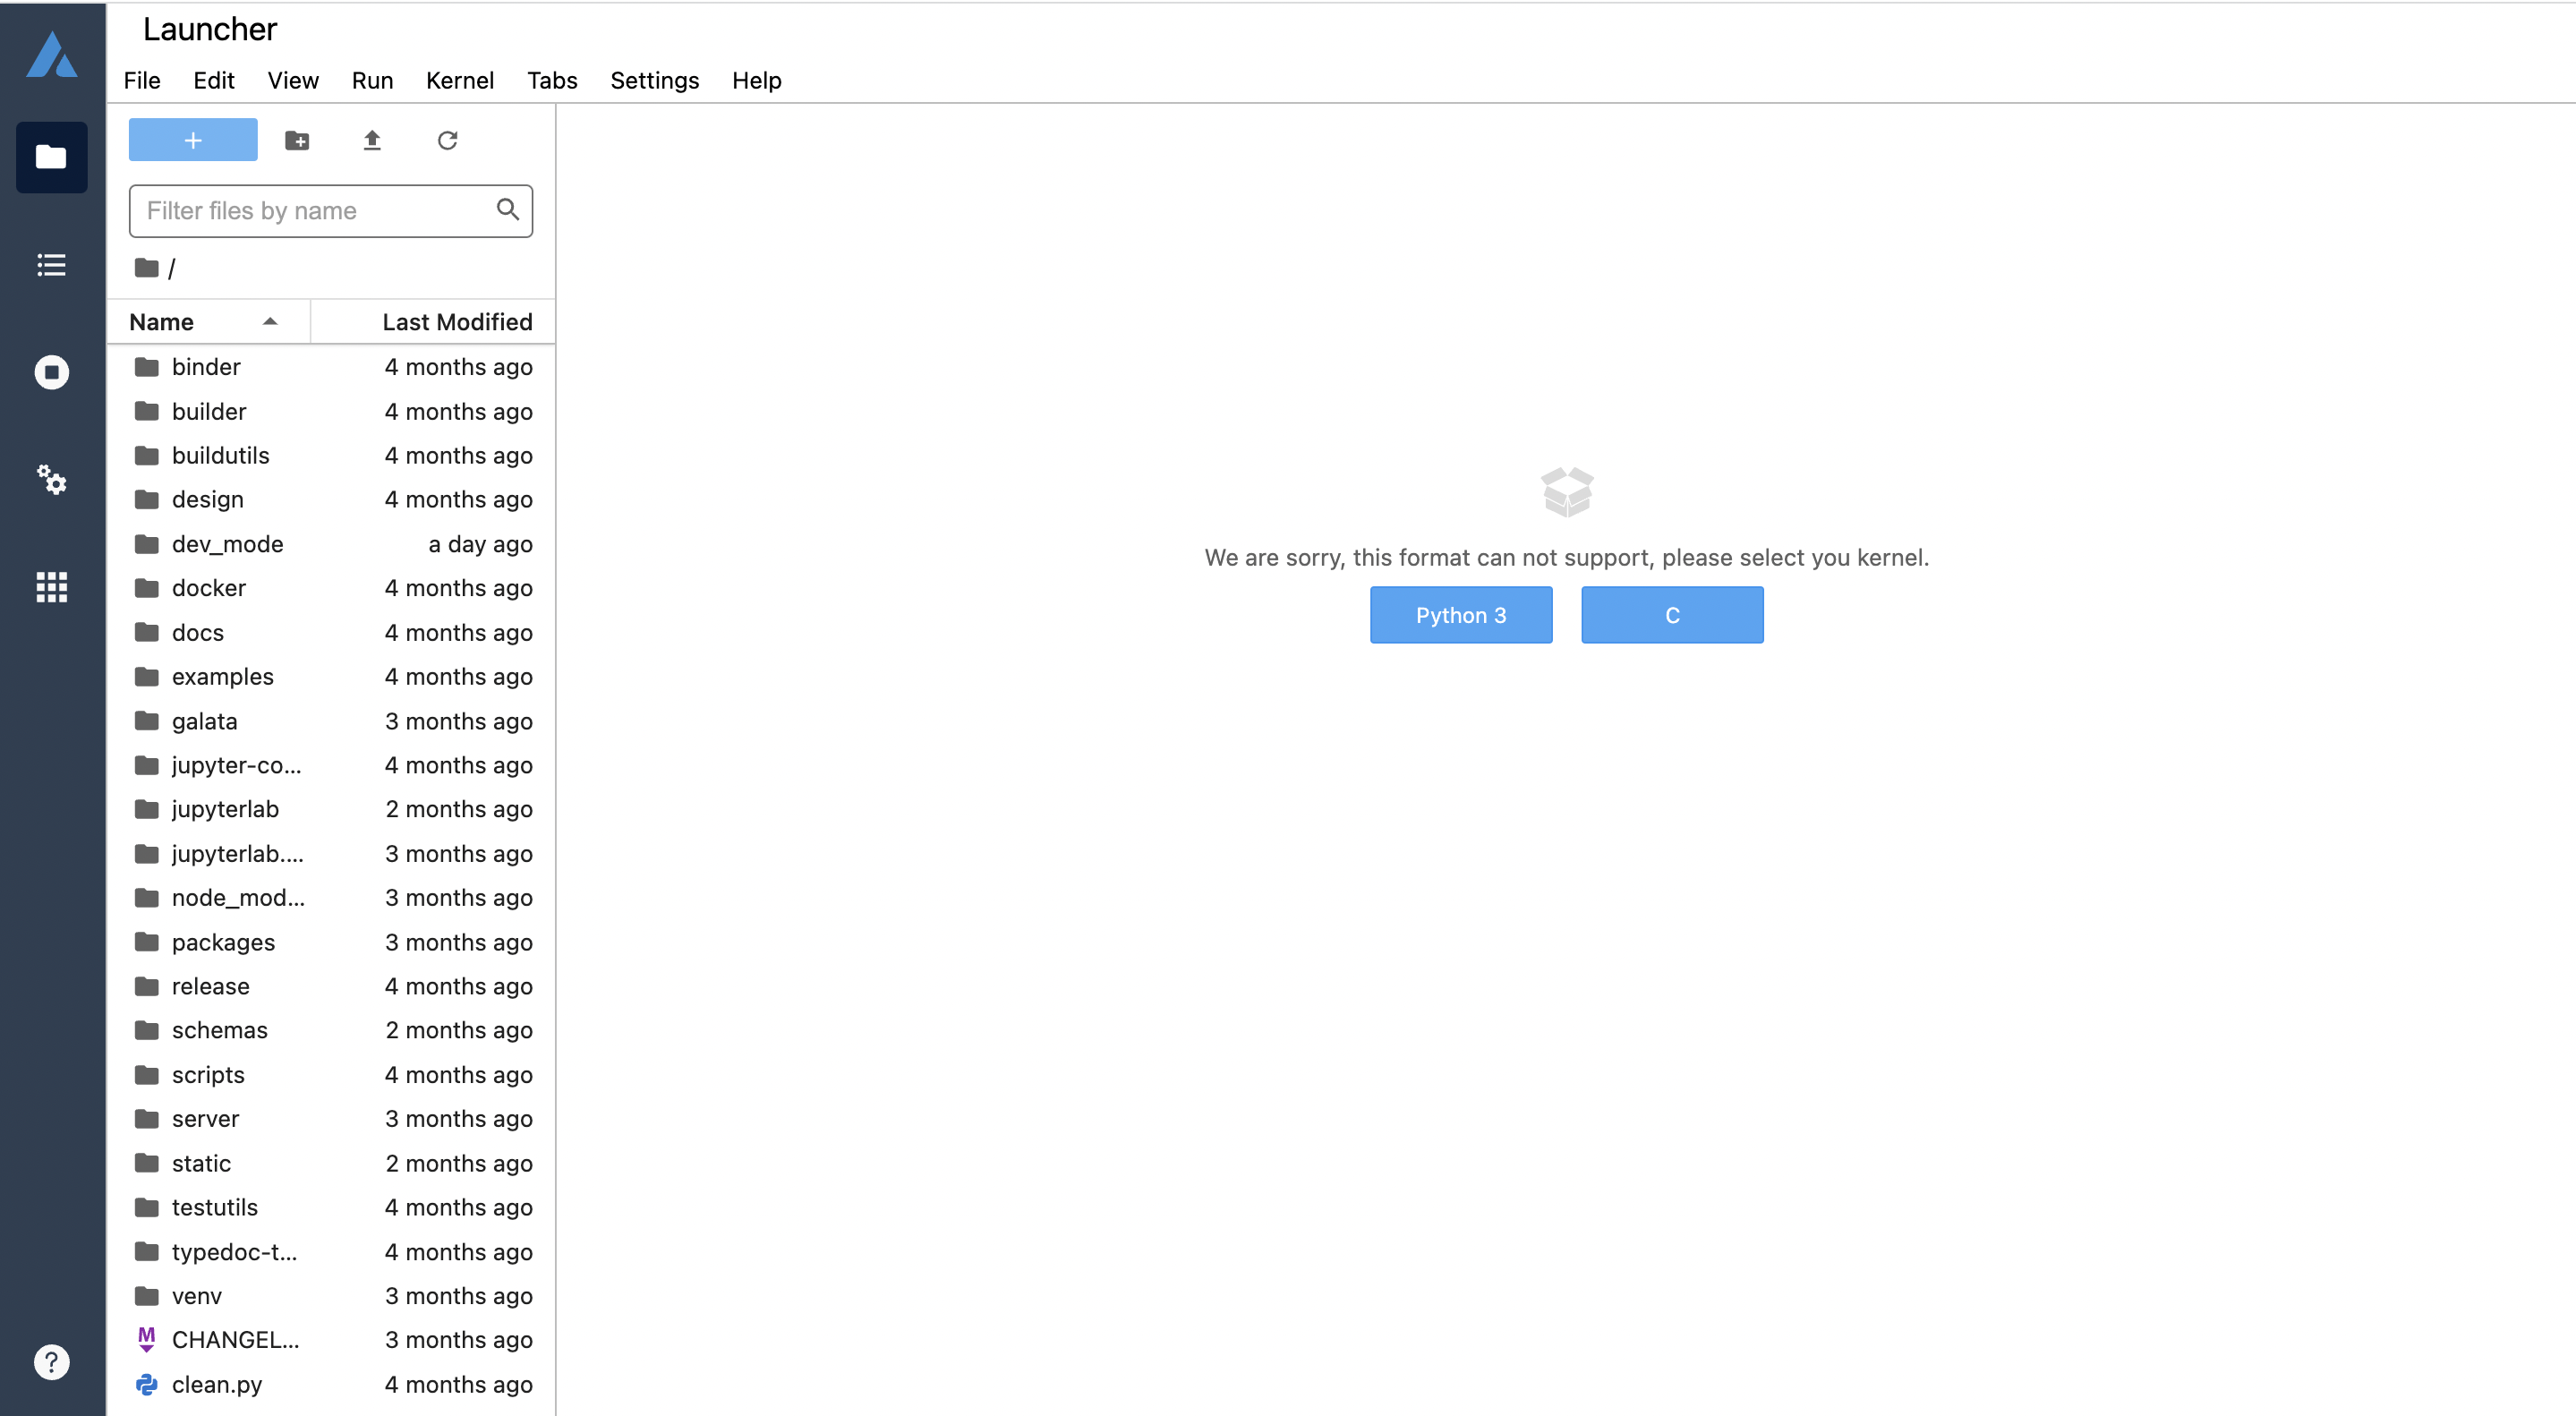 Launcher
File Edit View Run Kernel Tabs Settings Help
+
Filter files by name
/
Name Last Modified
binder 4 months ago
builder 4 months ago
buildutils 4 months ago
design 4 months ago
dev_mode a day ago
docker 4 months ago
docs 4 months ago
examples 4 months ago
galata 3 months ago
jupyter-co... 4 months ago
jupyterlab 2 months ago
jupyterlab.... 3 months ago
node_mod... 3 months ago
packages 3 months ago
release 4 months ago
schemas 2 months ago
scripts 4 months ago
server 3 months ago
static 2 months ago
testutils 4 months ago
typedoc-t... 4 months ago
venv 3 months ago
M CHANGEL... 3 months ago
clean.py 4 months ago
?
We are sorry, this format can not support, please select you kernel.
Python 3 C